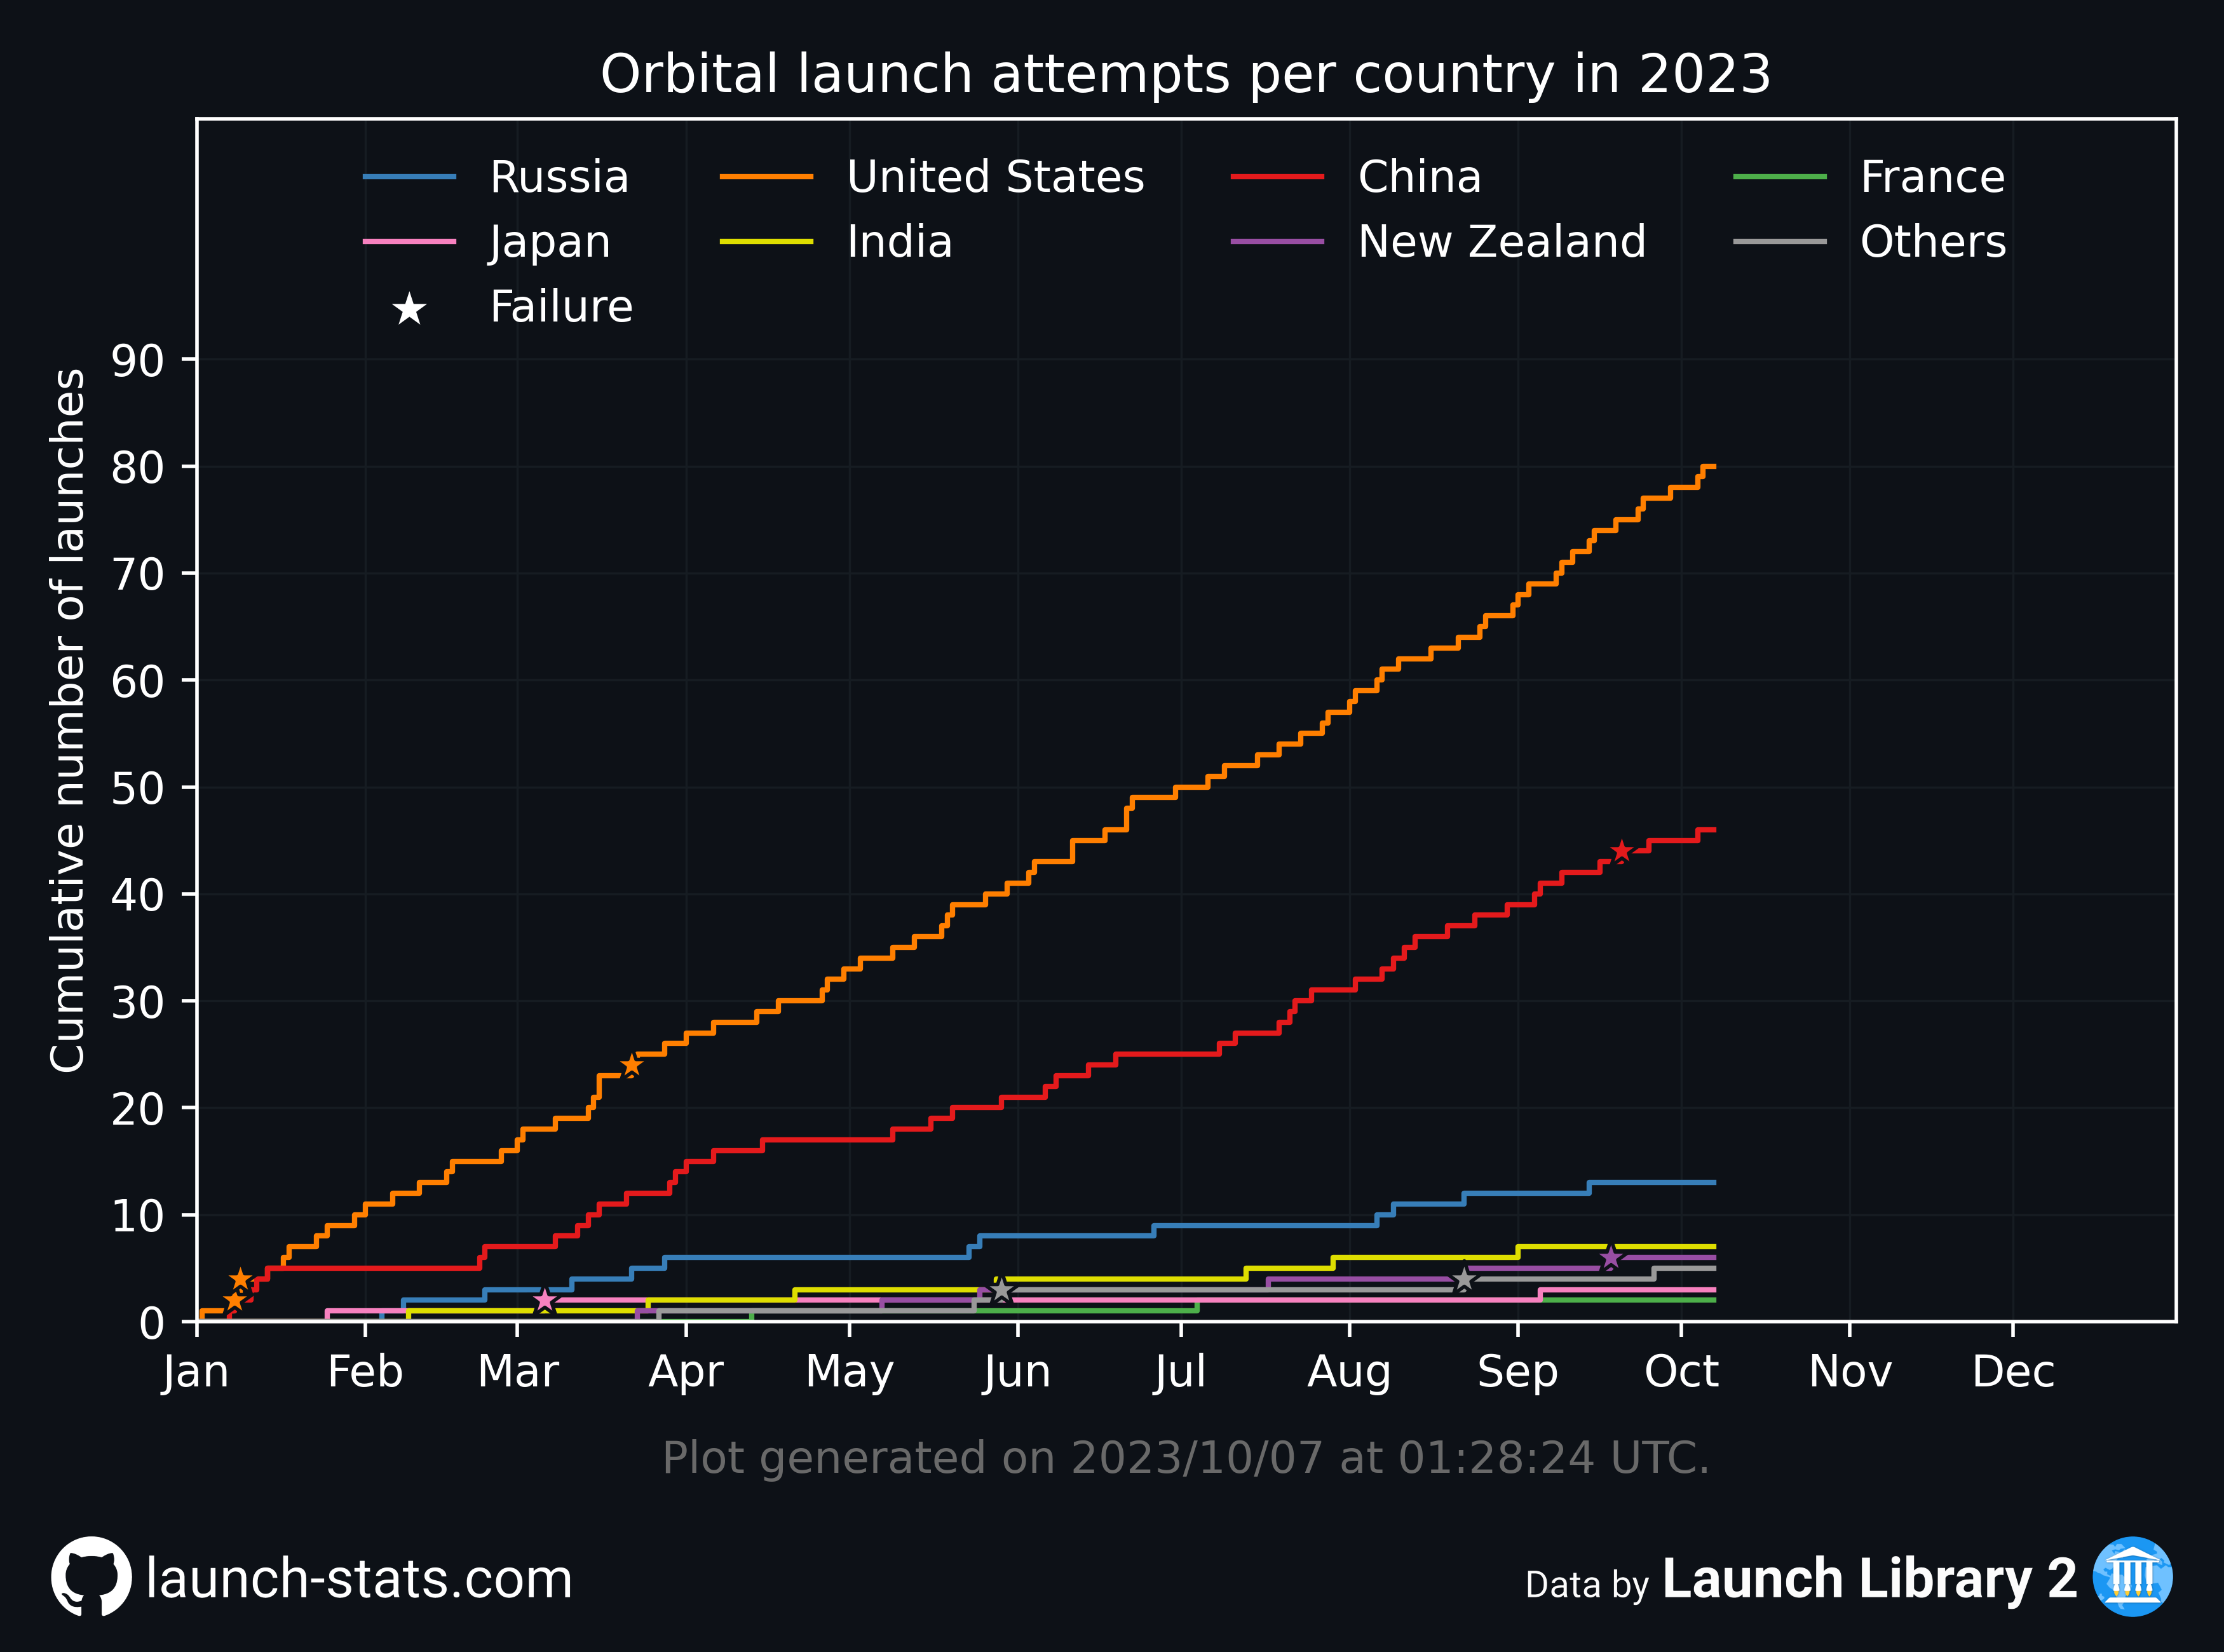 Orbital launch attempts per country in 2023
Russia United States China France
Japan India New Zealand Others
Failure
Cumulative number of launches
90
80
70
60
50
40
30
20
10
0
Jan Feb Mar Apr May Jun Jul Aug Sep Oct Nov Dec
Plot generated on 2023/10/07 at 01:28:24 UTC.
launch-stats.com
Data by Launch Library 2